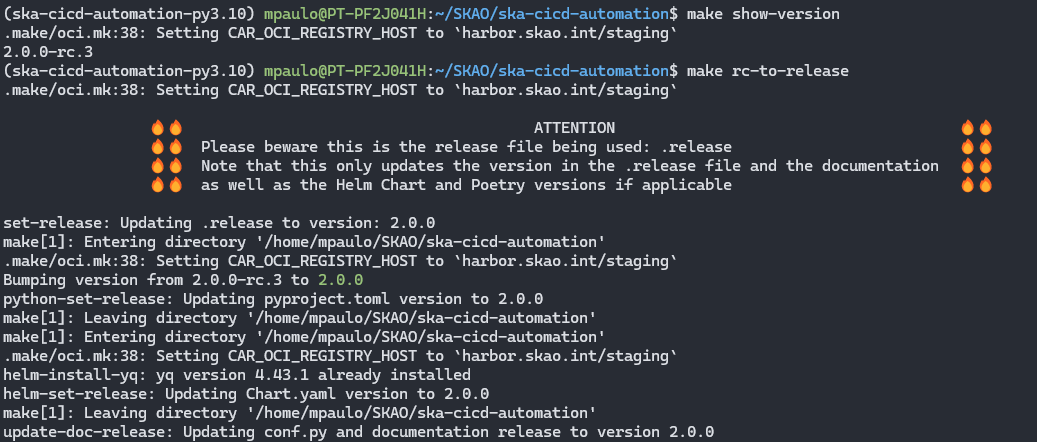 (ska-cicd-automation-py3.10) mpaulo@PT-PF2J041H:~/SKAO/ska-cicd-automation$ make show-version
.make/oci.mk:38: Setting CAR_OCI_REGISTRY_HOST to `harbor.skao.int/staging`
2.0.0-rc.3
(ska-cicd-automation-py3.10) mpaulo@PT-PF2J041H:~/SKAO/ska-cicd-automation$ make rc-to-release
.make/oci.mk:38: Setting CAR_OCI_REGISTRY_HOST to `harbor.skao.int/staging`
🔥🔥 ATTENTION 🔥🔥
🔥🔥 Please beware this is the release file being used: .release 🔥🔥
🔥🔥 Note that this only updates the version in the .release file and the documentation 🔥🔥
🔥🔥 as well as the Helm Chart and Poetry versions if applicable 🔥🔥
set-release: Updating .release to version: 2.0.0
make[1]: Entering directory '/home/mpaulo/SKAO/ska-cicd-automation'
.make/oci.mk:38: Setting CAR_OCI_REGISTRY_HOST to `harbor.skao.int/staging`
Bumping version from 2.0.0-rc.3 to 2.0.0
python-set-release: Updating pyproject.toml version to 2.0.0
make[1]: Leaving directory '/home/mpaulo/SKAO/ska-cicd-automation'
make[1]: Entering directory '/home/mpaulo/SKAO/ska-cicd-automation'
.make/oci.mk:38: Setting CAR_OCI_REGISTRY_HOST to `harbor.skao.int/staging`
helm-install-yq: yq version 4.43.1 already installed
helm-set-release: Updating Chart.yaml version to 2.0.0
make[1]: Leaving directory '/home/mpaulo/SKAO/ska-cicd-automation'
update-doc-release: Updating conf.py and documentation release to version 2.0.0